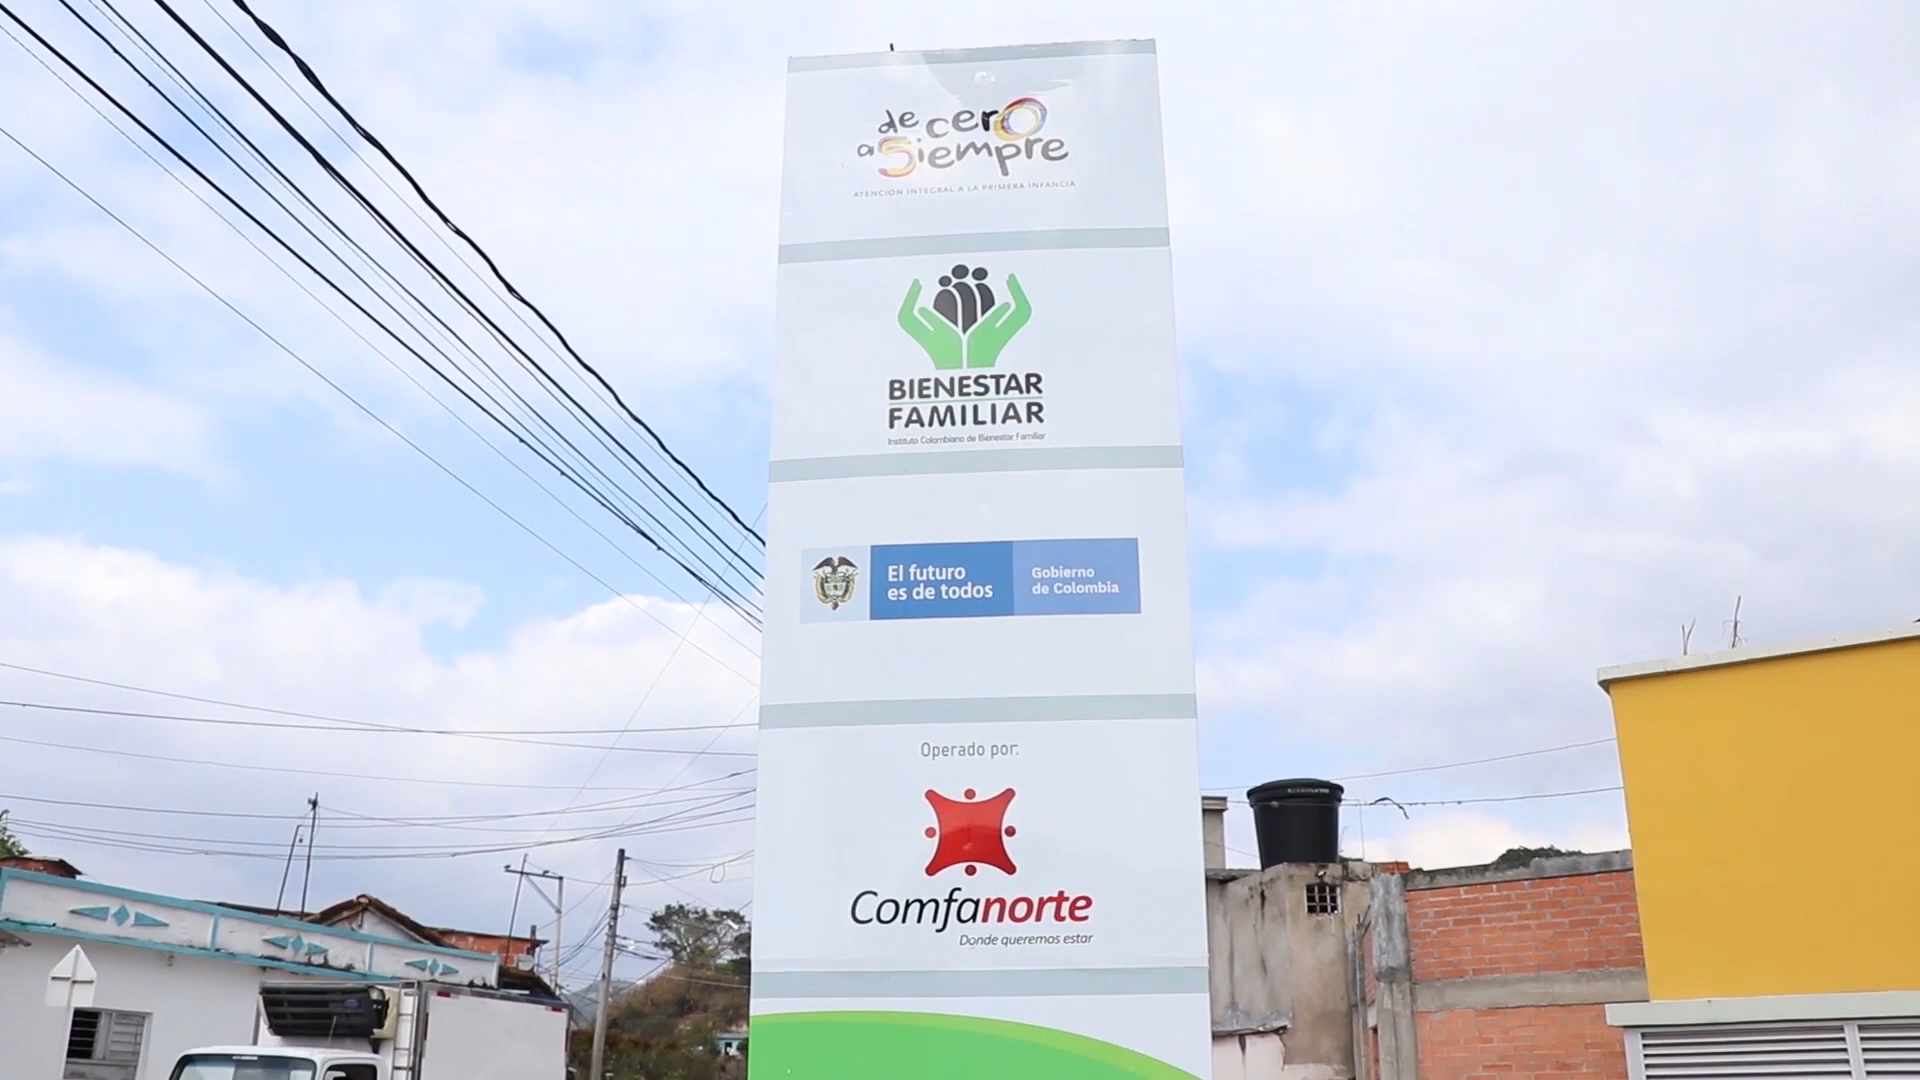 de cero
a Siempre
ATENCIÓN INTEGRAL A LA PRIMERA INFANCIA
BIENESTAR
FAMILIAR
Instituto Colombiano de Bienestar Familiar
El futuro
es de todos
Gobierno
de Colombia
Operado por:
Comfanorte
Donde queremos estar